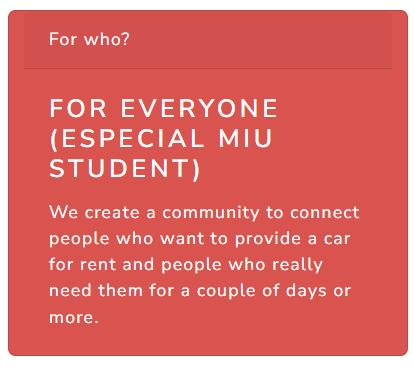 For who?
FOR EVERYONE
(ESPECIAL MIU
STUDENT)
We create a community to connect
people who want to provide a car
for rent and people who really
need them for a couple of days or
more.